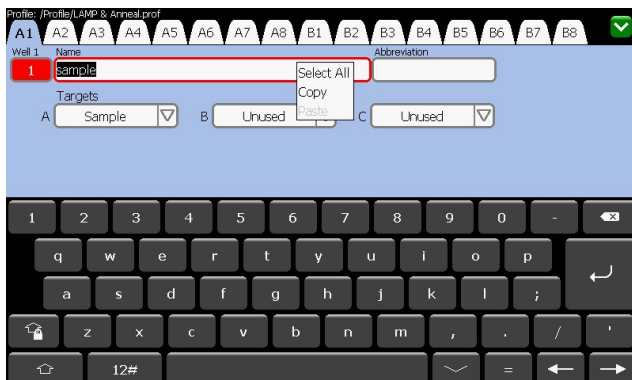 Profile: /Profile/LAMP & Anneal.prof
A1 A2 A3 A4 A5 A6 A7 A8 B1 B2 B3 B4 B5 B6 B7 B8
Well 1 Name Abbreviation
1 sample
Select All
Copy
Paste
Targets
A Sample B Unused C Unused
1 2 3 4 5 6 7 8 9 0 -
q w e r t y u i o p
a s d f g h j k l ;
z x c v b n m , . / '
12# =